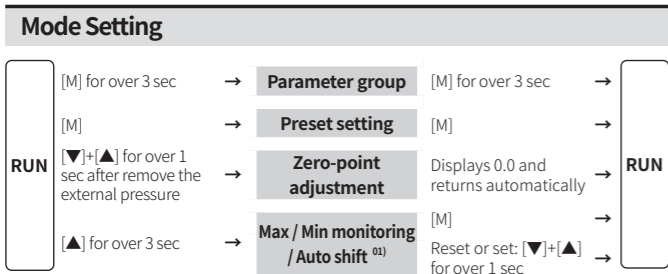 Mode Setting
RUN
[M] for over 3 sec → Parameter group [M] for over 3 sec →
[M] → Preset setting [M] →
[▼]+[▲] for over 1
sec after remove the
external pressure
→
Zero-point
adjustment
Displays 0.0 and
returns automatically
→
[▲] for over 3 sec →
Max / Min monitoring
/ Auto shift 01)
[M] →
Reset or set: [▼]+[▲]
for over 1 sec
→
RUN